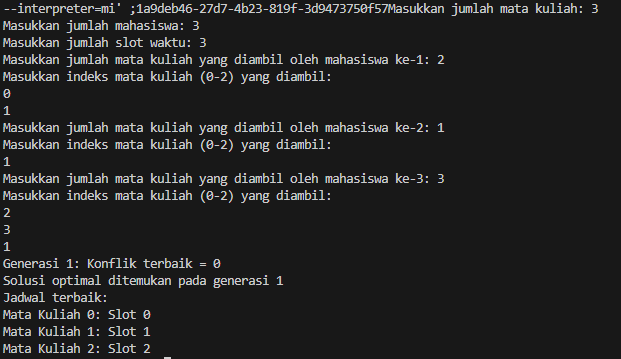 --interpreter=mi' ;1a9deb46-27d7-4b23-819f-3d9473750f57Masukkan jumlah mata kuliah: 3
Masukkan jumlah mahasiswa: 3
Masukkan jumlah slot waktu: 3
Masukkan jumlah mata kuliah yang diambil oleh mahasiswa ke-1: 2
Masukkan indeks mata kuliah (0-2) yang diambil:
0
1
Masukkan jumlah mata kuliah yang diambil oleh mahasiswa ke-2: 1
Masukkan indeks mata kuliah (0-2) yang diambil:
1
Masukkan jumlah mata kuliah yang diambil oleh mahasiswa ke-3: 3
Masukkan indeks mata kuliah (0-2) yang diambil:
2
3
1
Generasi 1: Konflik terbaik = 0
Solusi optimal ditemukan pada generasi 1
Jadwal terbaik:
Mata Kuliah 0: Slot 0
Mata Kuliah 1: Slot 1
Mata Kuliah 2: Slot 2